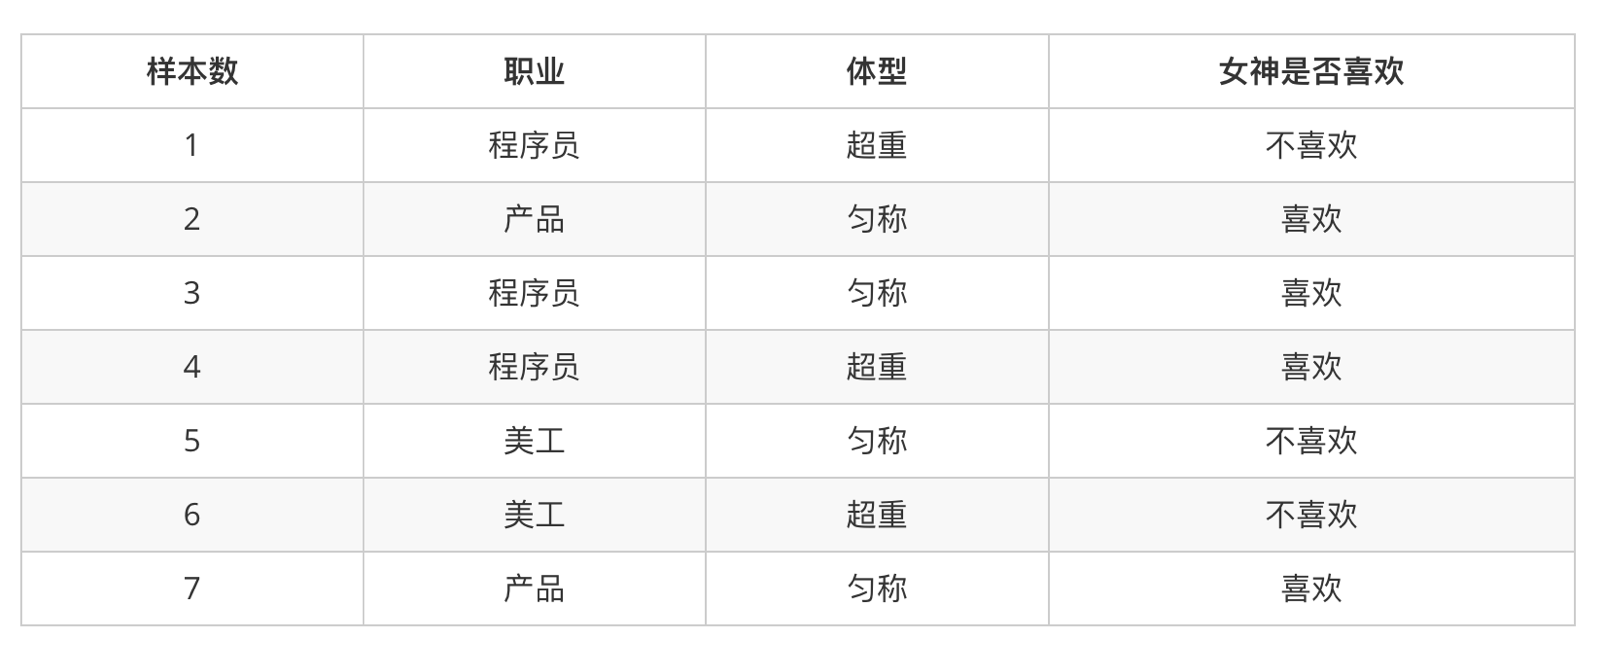 样本数 职业 体型 女神是否喜欢
1 程序员 超重 不喜欢
2 产品 匀称 喜欢
3 程序员 匀称 喜欢
4 程序员 超重 喜欢
5 美工 匀称 不喜欢
6 美工 超重 不喜欢
7 产品 匀称 喜欢